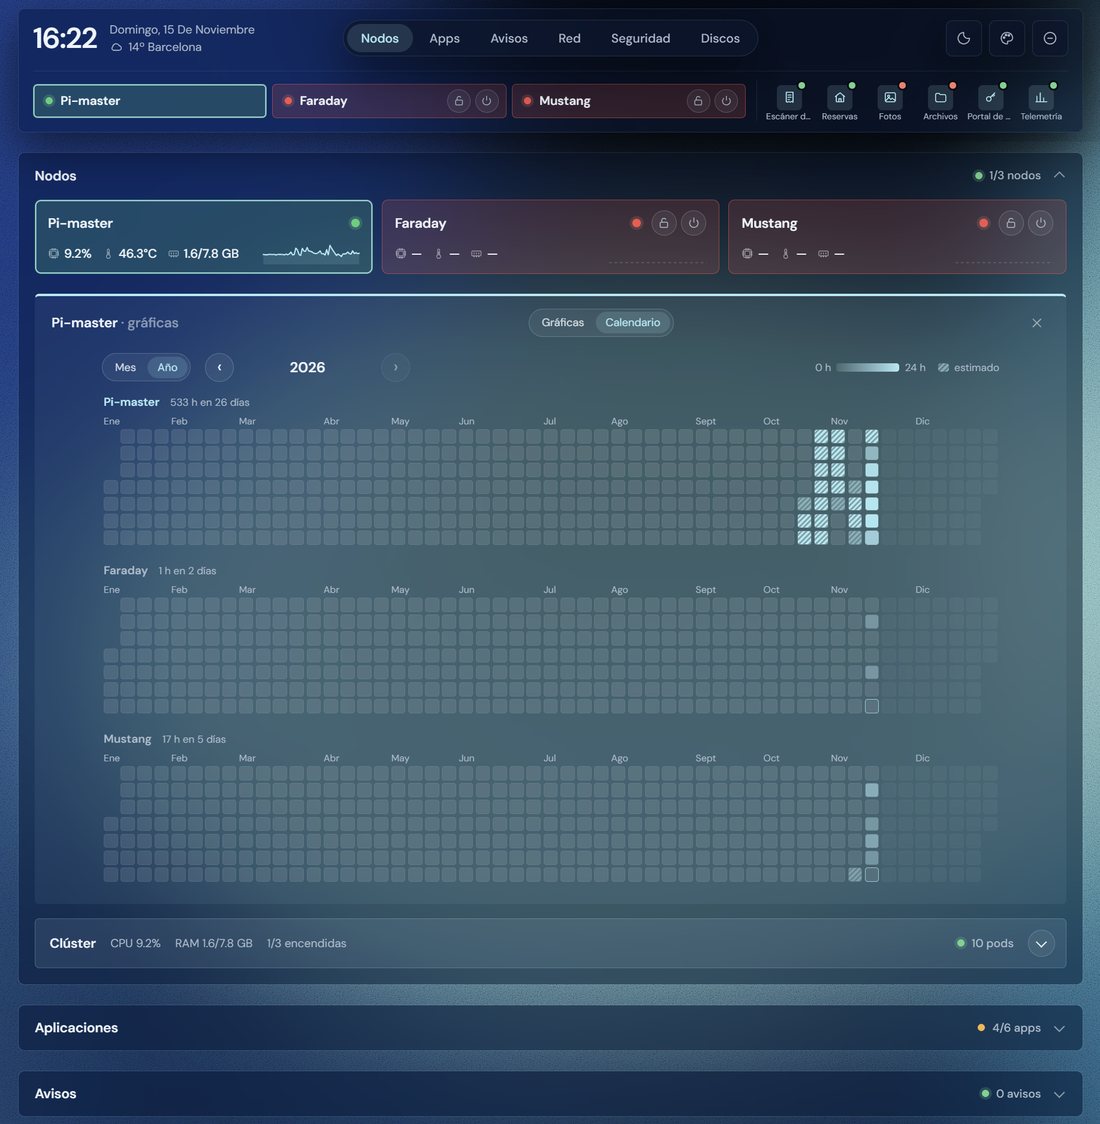 16:22
Domingo, 15 De Noviembre
14º Barcelona
Nodos Apps Avisos Red Seguridad Discos
Pi-master
Faraday
Mustang
Escáner d... Reservas Fotos Archivos Portal de ... Telemetría
Nodos
1/3 nodos
Pi-master
9.2% 46.3°C 1.6/7.8 GB
Faraday
— — —
Mustang
— — —
Pi-master · gráficas
Gráficas Calendario
Mes Año ‹ 2026 ›
0 h 24 h estimado
Pi-master 533 h en 26 días
Ene Feb Mar Abr May Jun Jul Ago Sept Oct Nov Dic
Faraday 1 h en 2 días
Ene Feb Mar Abr May Jun Jul Ago Sept Oct Nov Dic
Mustang 17 h en 5 días
Ene Feb Mar Abr May Jun Jul Ago Sept Oct Nov Dic
Clúster CPU 9.2% RAM 1.6/7.8 GB 1/3 encendidas
10 pods
Aplicaciones
4/6 apps
Avisos
0 avisos